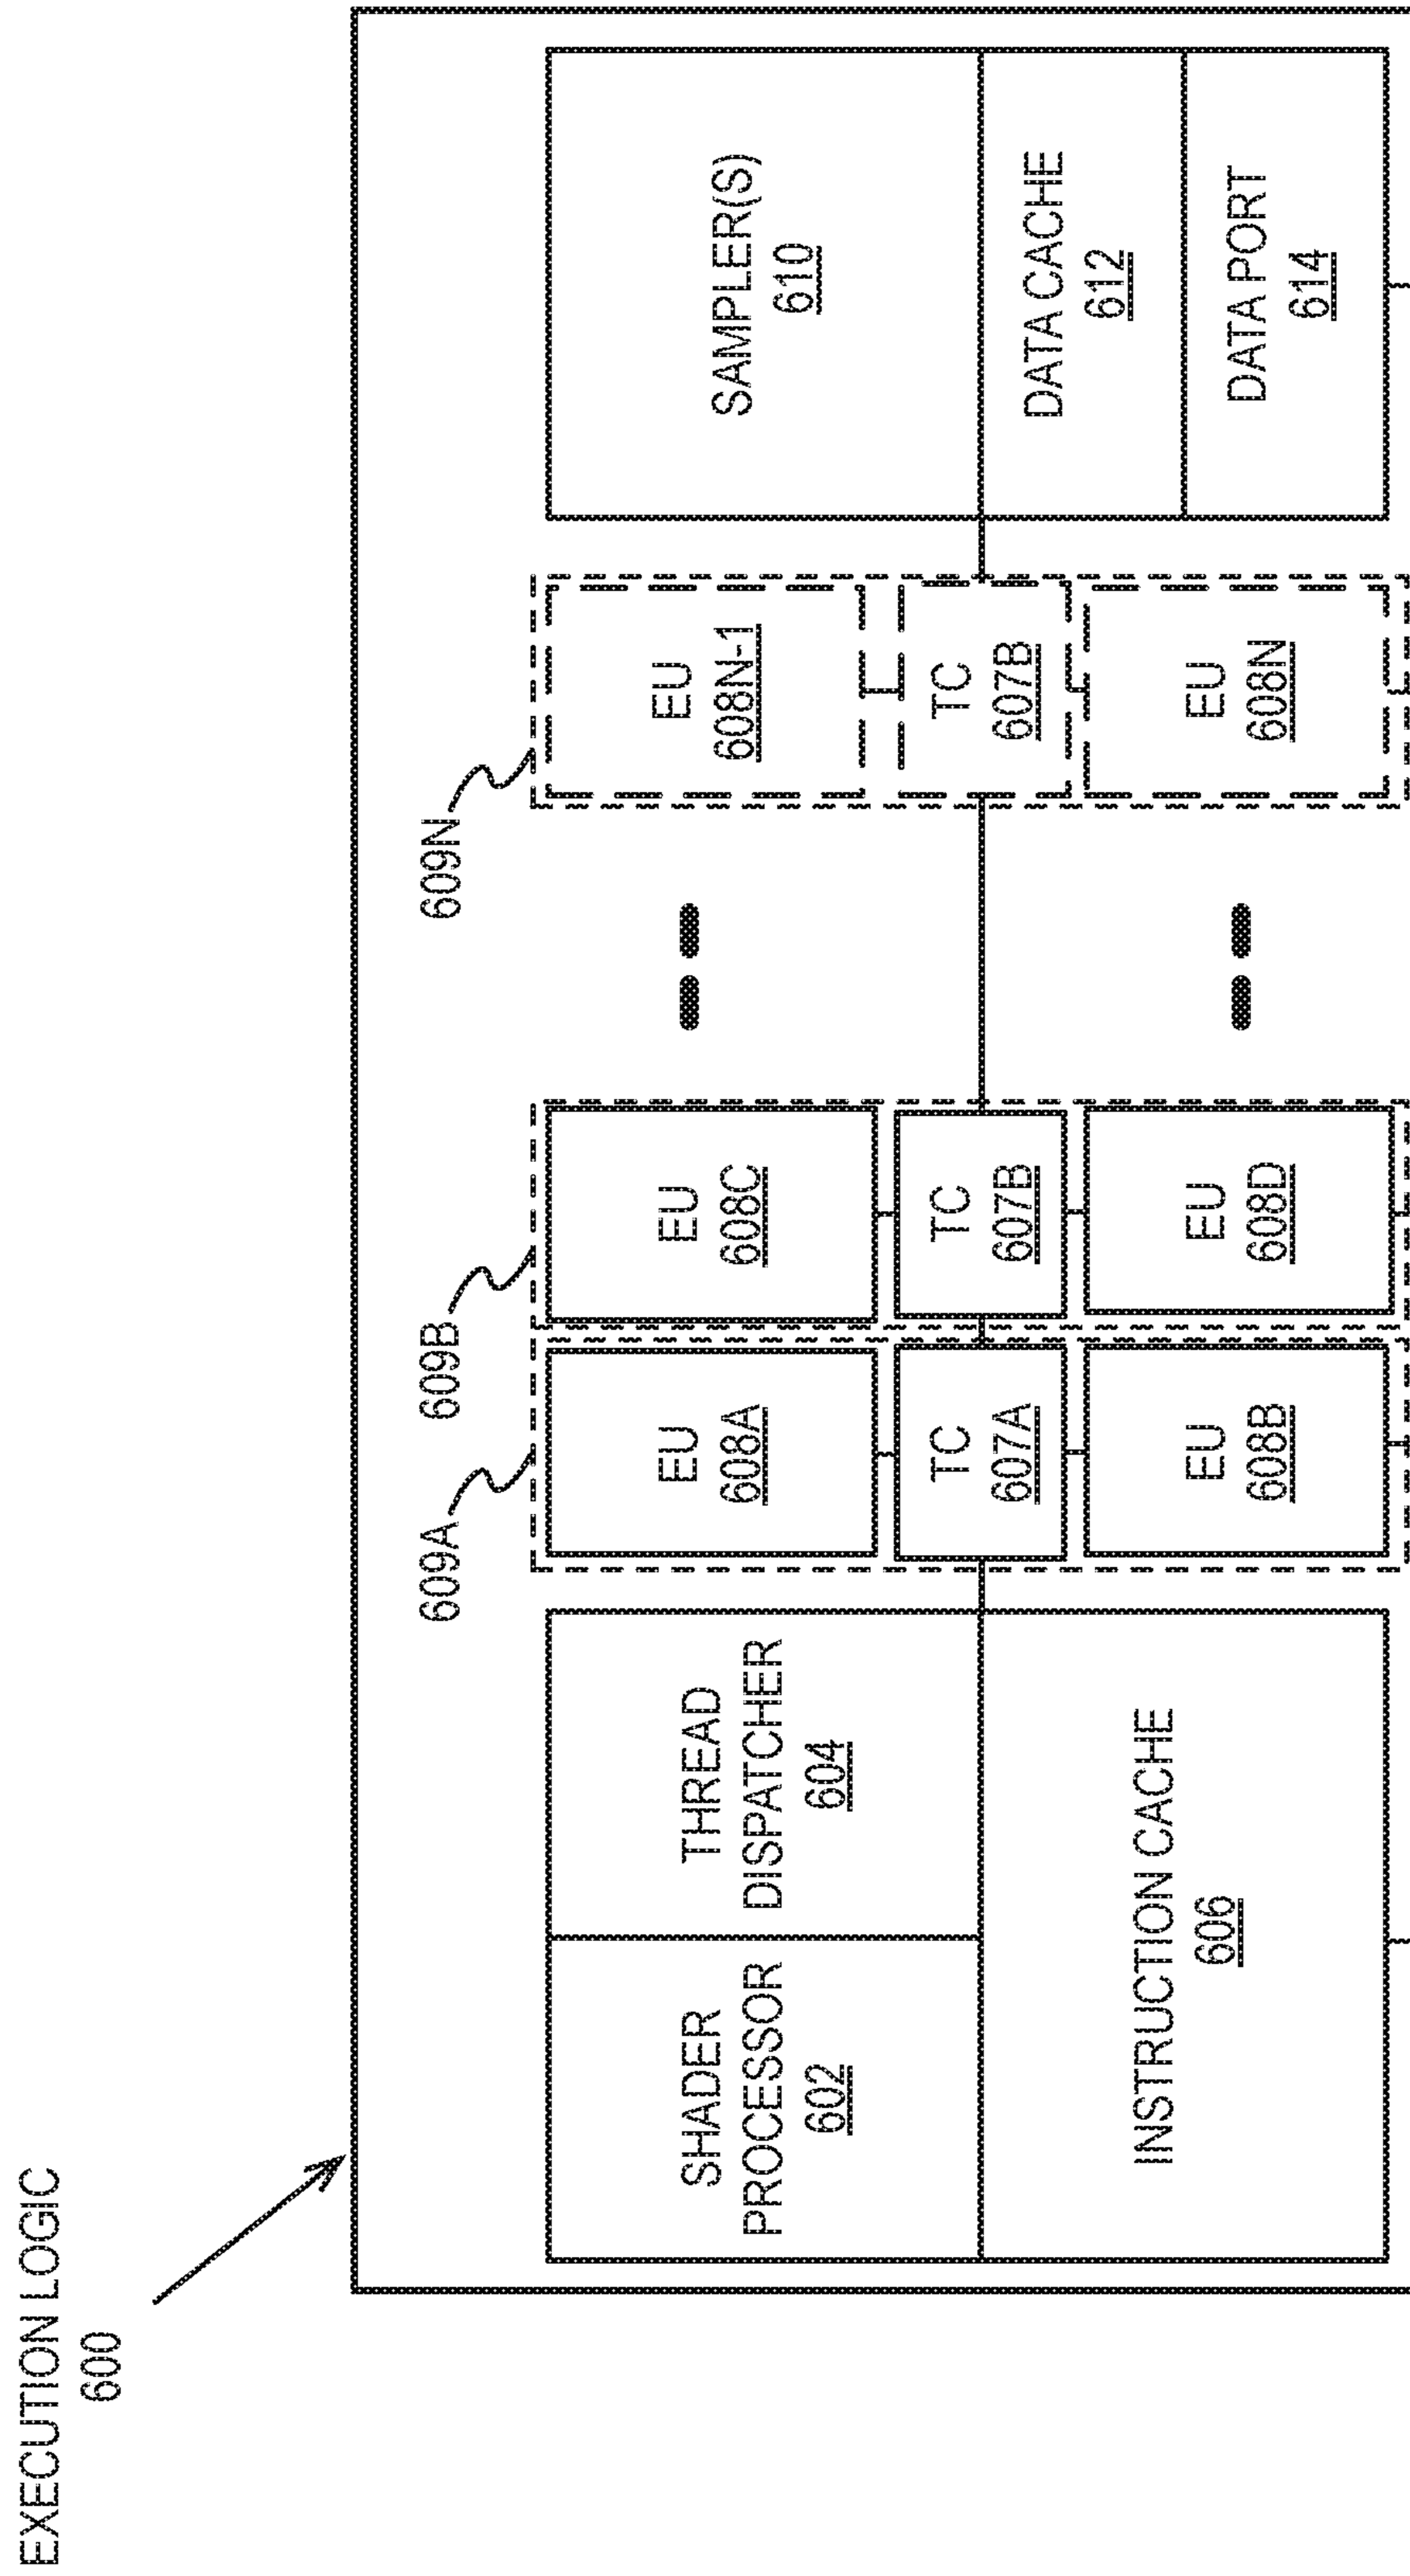 EXECUTION LOGIC
600
609A
609B
609N
SHADER
PROCESSOR
602
THREAD
DISPATCHER
604
INSTRUCTION CACHE
606
EU
608A
TC
607A
EU
608B
EU
608C
TC
607B
EU
608D
EU
608N-1
TC
607B
EU
608N
SAMPLER(S)
610
DATA CACHE
612
DATA PORT
614